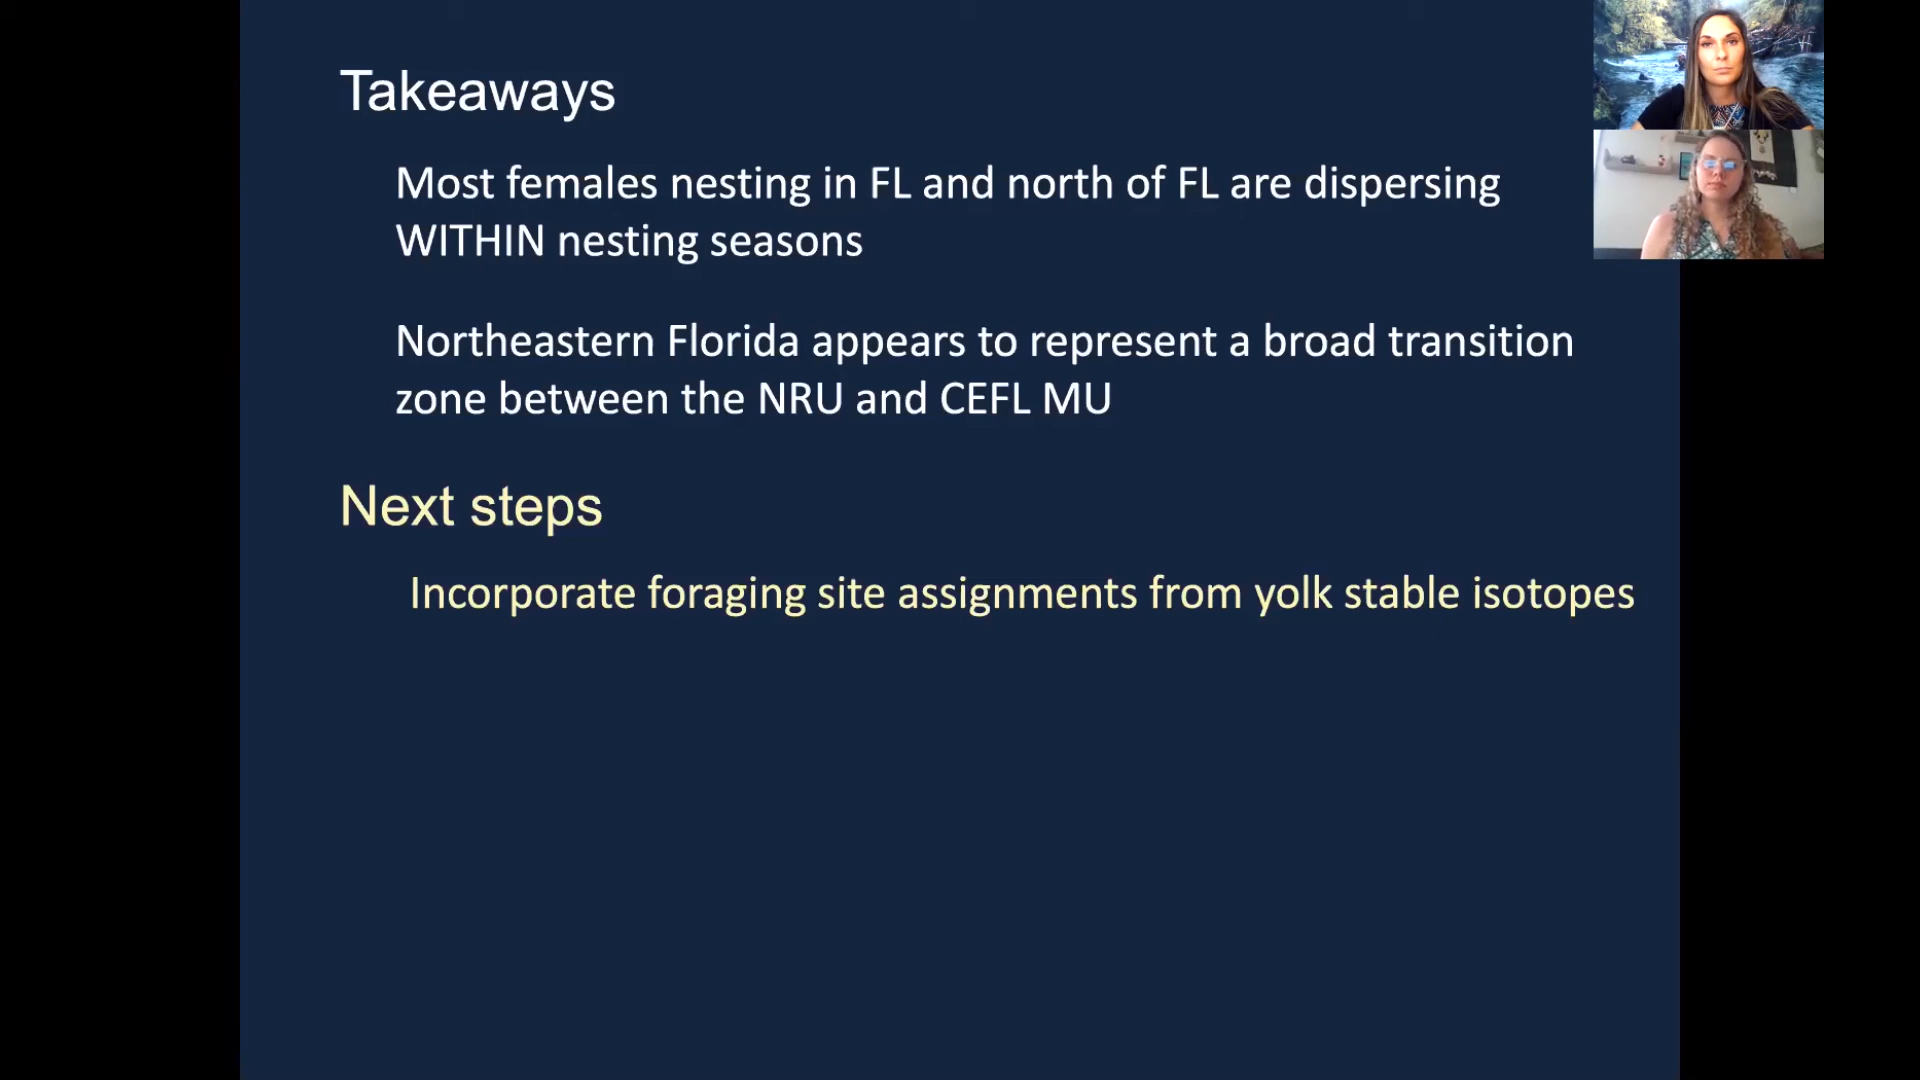 Takeaways
Most females nesting in FL and north of FL are dispersing
WITHIN nesting seasons
Northeastern Florida appears to represent a broad transition
zone between the NRU and CEFL MU
Next steps
Incorporate foraging site assignments from yolk stable isotopes